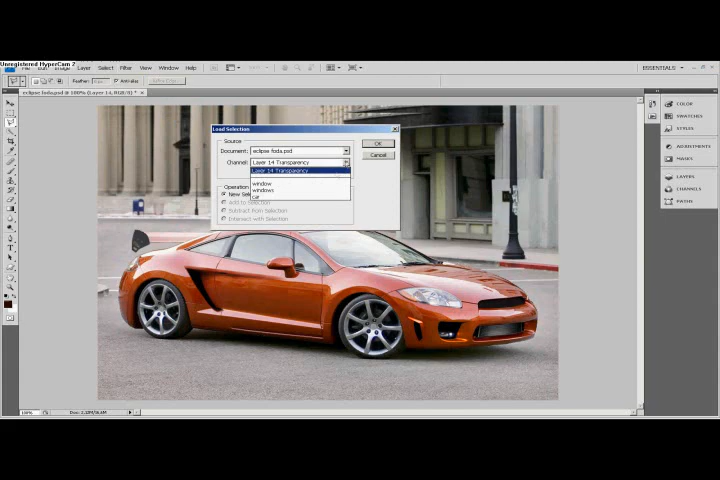 Unregistered HyperCam 2
Layer Select Filter View Window Help
ESSENTIALS
Feather: Anti-alias
eclipse foda.psd @ 100% (Layer 14, RGB/8) *
Load Selection
Source
Document: eclipse foda.psd
OK
Channel: Layer 14 Transparency
Cancel
Layer 14 Transparency
window
windows
car
Operation
New Sel
Add to Selection
Subtract from Selection
Intersect with Selection
COLOR
SWATCHES
STYLES
ADJUSTMENTS
MASKS
LAYERS
CHANNELS
PATHS
100%